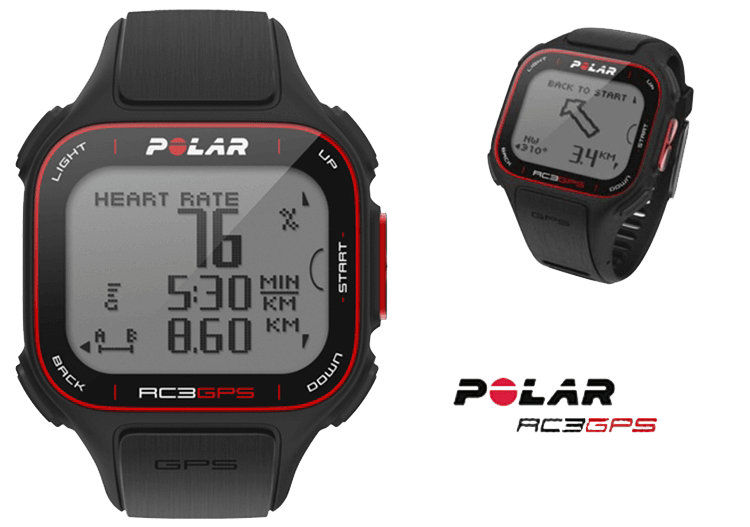 POLAR
LIGHT
UP
HEART RATE
76 %
5:30 MIN/KM
A B 8.60 KM
START
BACK
DOWN
RC3GPS
GPS
POLAR
LIGHT
UP
BACK TO START
NW
310°
3.4 KM
START
BACK
DOWN
RC3GPS
GPS
POLAR
RC3GPS